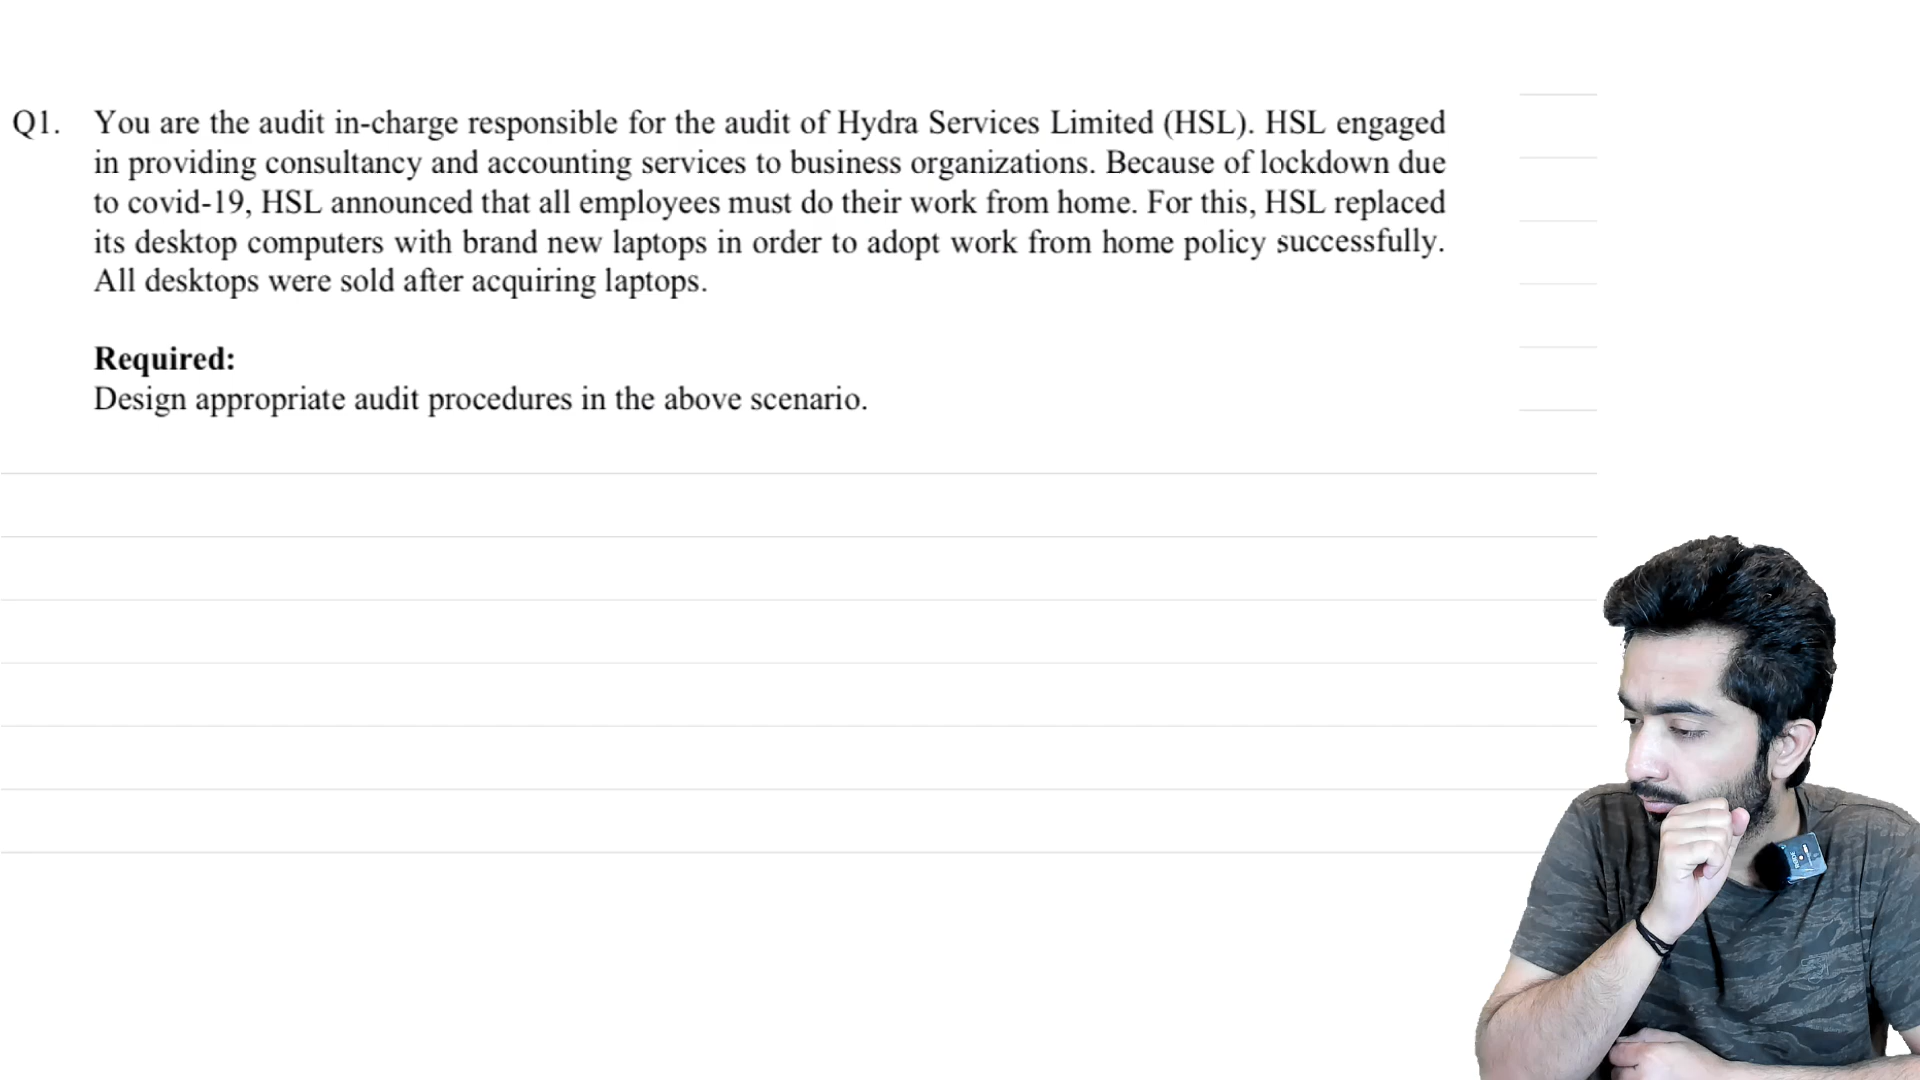 Q1. You are the audit in-charge responsible for the audit of Hydra Services Limited (HSL). HSL engaged
in providing consultancy and accounting services to business organizations. Because of lockdown due
to covid-19, HSL announced that all employees must do their work from home. For this, HSL replaced
its desktop computers with brand new laptops in order to adopt work from home policy successfully.
All desktops were sold after acquiring laptops.
Required:
Design appropriate audit procedures in the above scenario.